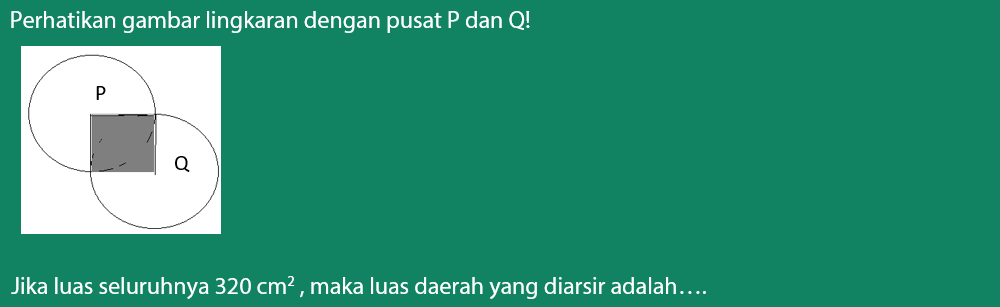 Perhatikan gambar lingkaran dengan pusat P dan Q!
P
Q
Jika luas seluruhnya 320 cm² , maka luas daerah yang diarsir adalah….